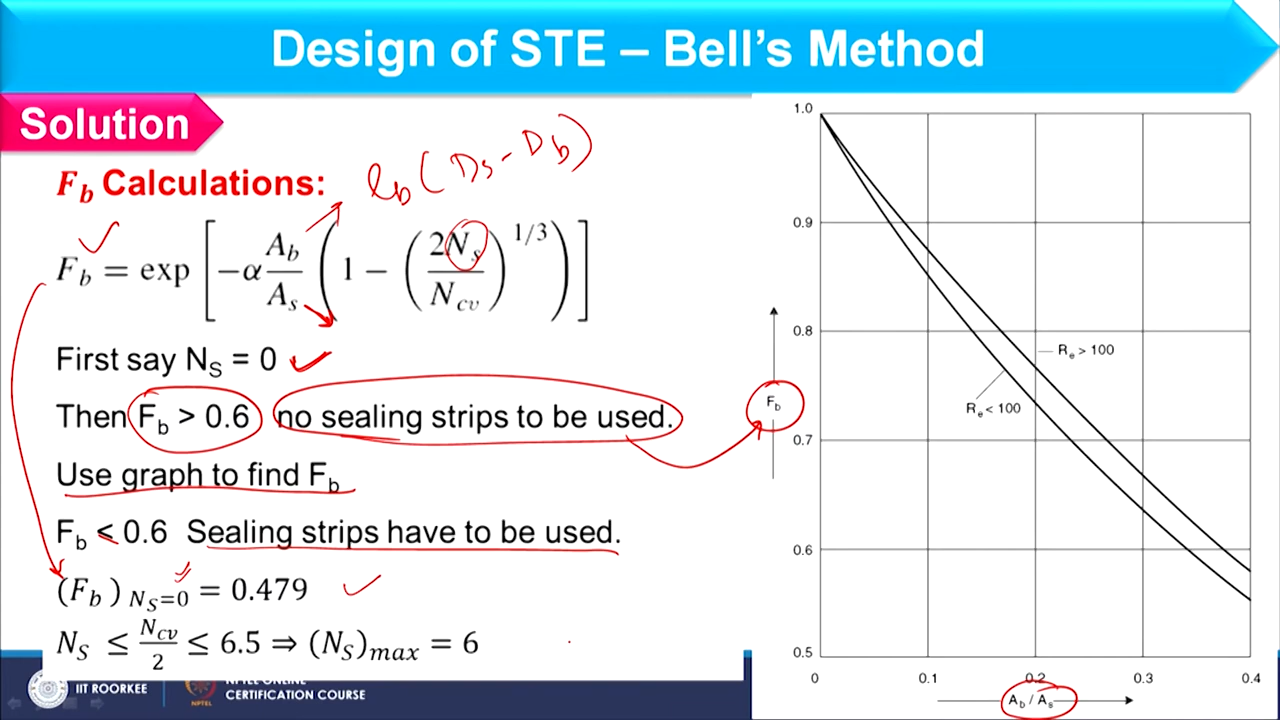 Design of STE – Bell's Method
Solution
F_b Calculations:
l_b (D_s - D_b)
F_b = exp [ -α A_b/A_s ( 1 - ( 2N_s/N_cv )^{1/3} ) ]
First say N_S = 0
Then F_b > 0.6 no sealing strips to be used.
Use graph to find F_b
F_b < 0.6 Sealing strips have to be used.
(F_b)_{N_S=0} = 0.479
N_S ≤ N_cv/2 ≤ 6.5 ⇒ (N_S)_max = 6
IIT ROORKEE
NPTEL ONLINE
CERTIFICATION COURSE
NPTEL
1.0
0.9
0.8
0.7
0.6
0.5
F_b
R_e > 100
R_e < 100
0 0.1 0.2 0.3 0.4
A_b / A_s